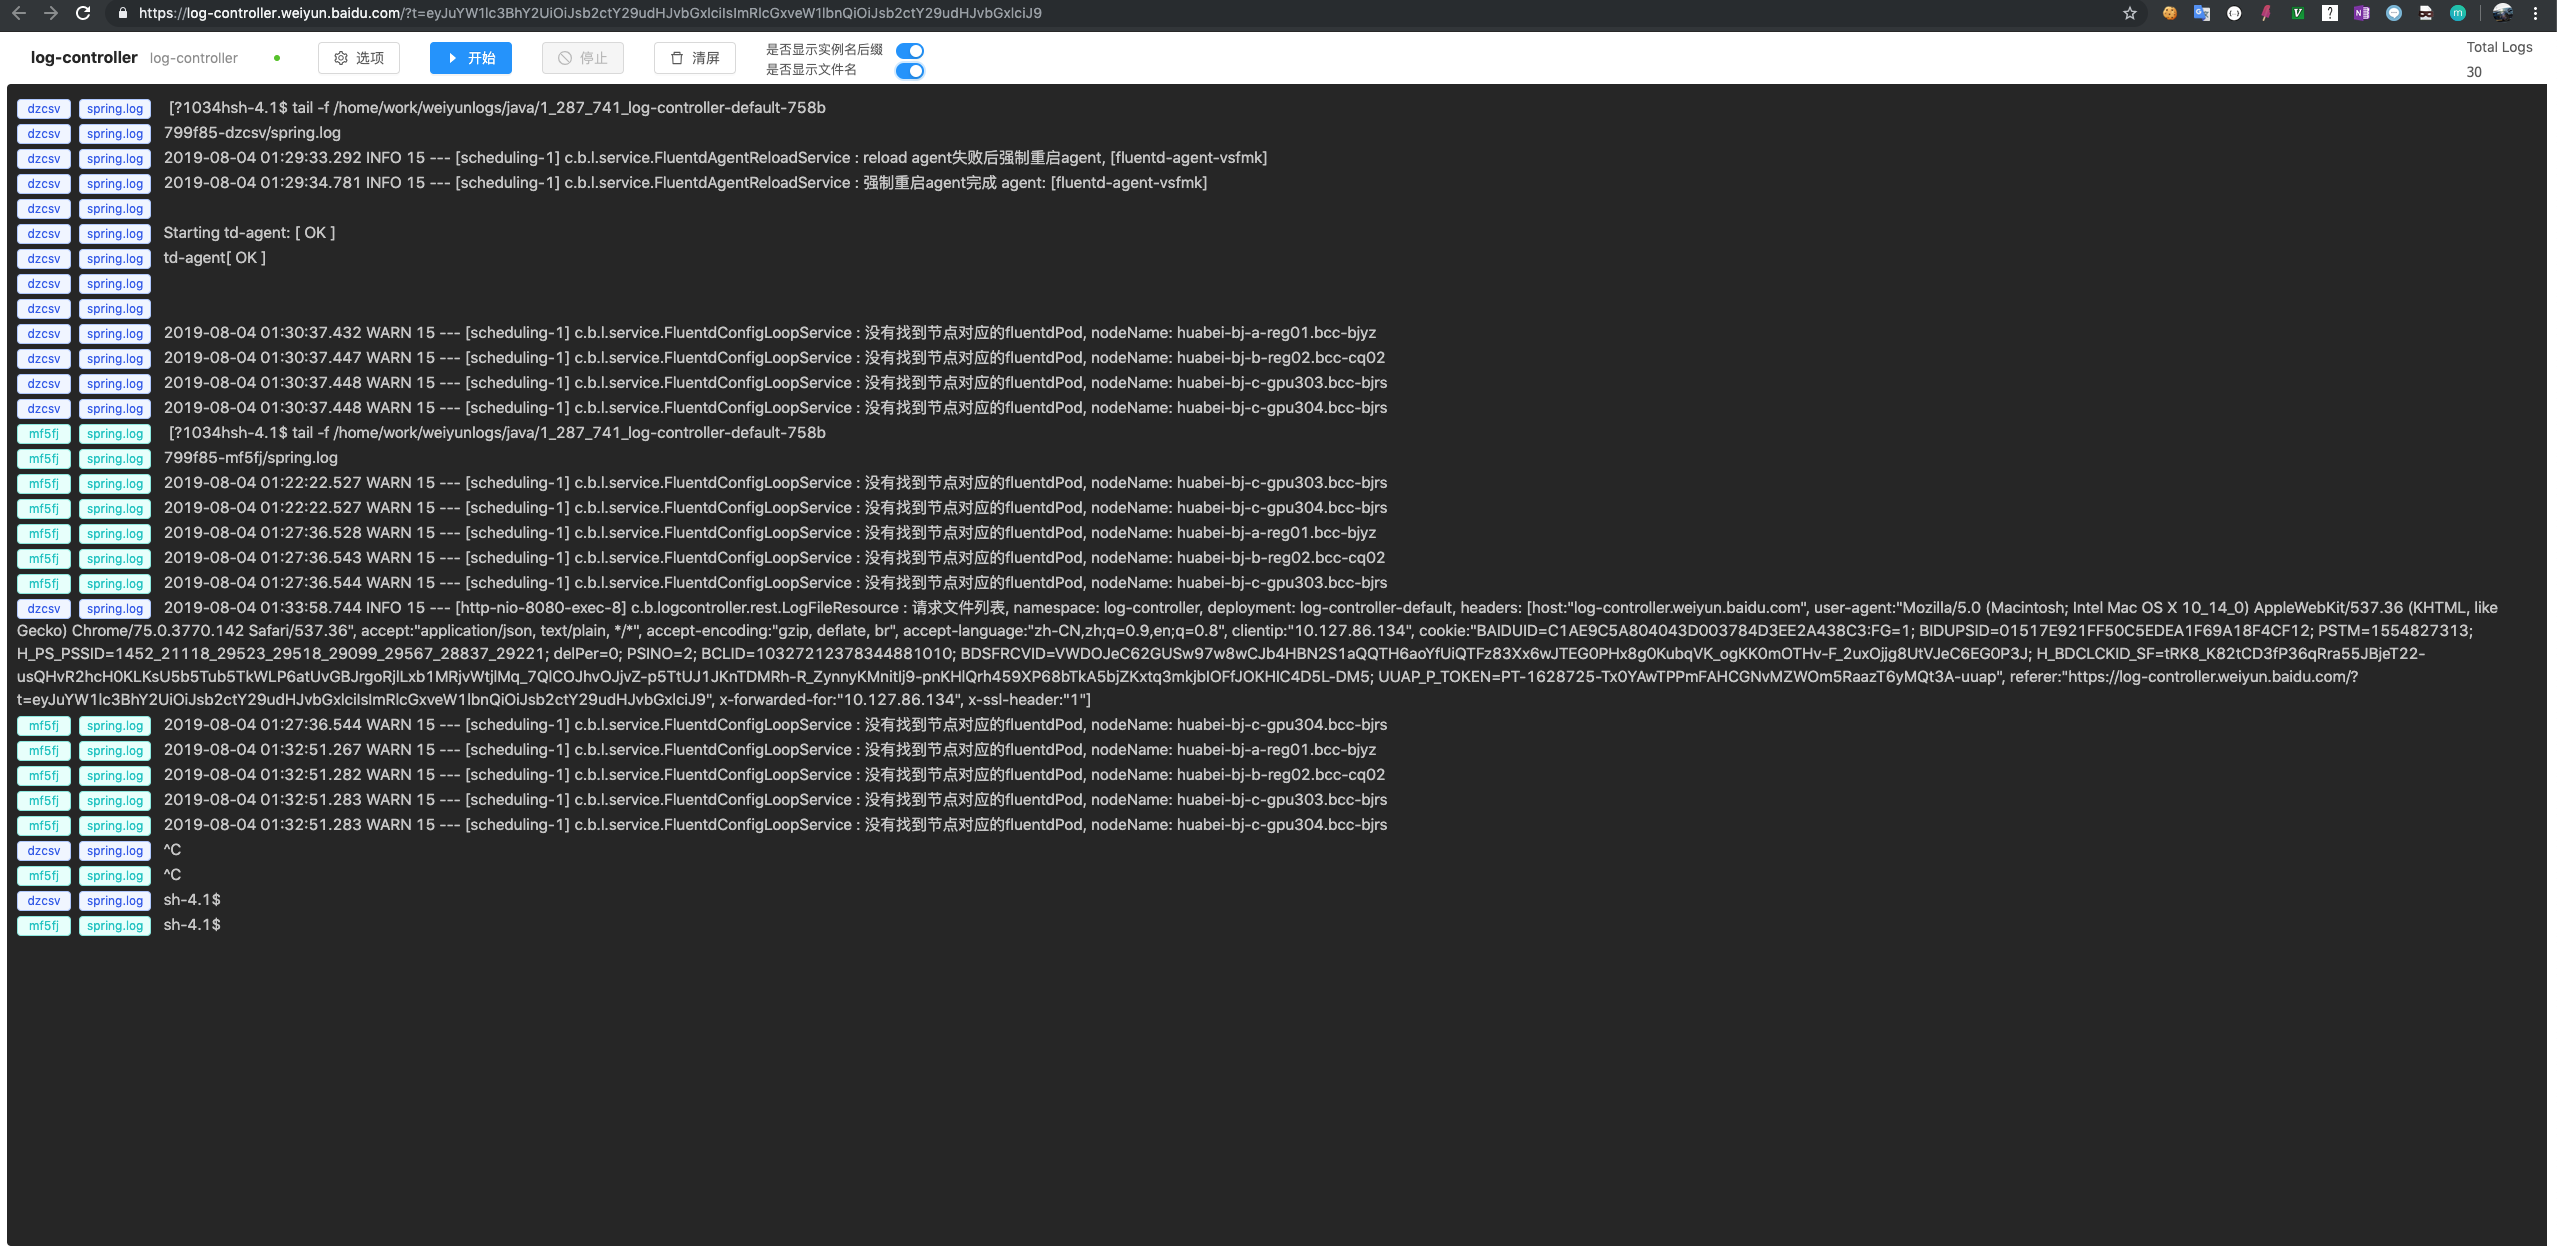 https://log-controller.weiyun.baidu.com/?t=eyJuYW1lc3BhY2UiOiJsb2ctY29udHJvbGxlciIsImRlcGxveW1lbnQiOiJsb2ctY29udHJvbGxlciJ9
log-controller log-controller 选项 开始 停止 清屏 是否显示实例名后缀
是否显示文件名
Total Logs
30
dzcsv spring.log [?1034hsh-4.1$ tail -f /home/work/weiyunlogs/java/1_287_741_log-controller-default-758b
dzcsv spring.log 799f85-dzcsv/spring.log
dzcsv spring.log 2019-08-04 01:29:33.292 INFO 15 --- [scheduling-1] c.b.l.service.FluentdAgentReloadService : reload agent失败后强制重启agent, [fluentd-agent-vsfmk]
dzcsv spring.log 2019-08-04 01:29:34.781 INFO 15 --- [scheduling-1] c.b.l.service.FluentdAgentReloadService : 强制重启agent完成 agent: [fluentd-agent-vsfmk]
dzcsv spring.log
dzcsv spring.log Starting td-agent: [ OK ]
dzcsv spring.log td-agent[ OK ]
dzcsv spring.log
dzcsv spring.log
dzcsv spring.log 2019-08-04 01:30:37.432 WARN 15 --- [scheduling-1] c.b.l.service.FluentdConfigLoopService : 没有找到节点对应的fluentdPod, nodeName: huabei-bj-a-reg01.bcc-bjyz
dzcsv spring.log 2019-08-04 01:30:37.447 WARN 15 --- [scheduling-1] c.b.l.service.FluentdConfigLoopService : 没有找到节点对应的fluentdPod, nodeName: huabei-bj-b-reg02.bcc-cq02
dzcsv spring.log 2019-08-04 01:30:37.448 WARN 15 --- [scheduling-1] c.b.l.service.FluentdConfigLoopService : 没有找到节点对应的fluentdPod, nodeName: huabei-bj-c-gpu303.bcc-bjrs
dzcsv spring.log 2019-08-04 01:30:37.448 WARN 15 --- [scheduling-1] c.b.l.service.FluentdConfigLoopService : 没有找到节点对应的fluentdPod, nodeName: huabei-bj-c-gpu304.bcc-bjrs
mf5fj spring.log [?1034hsh-4.1$ tail -f /home/work/weiyunlogs/java/1_287_741_log-controller-default-758b
mf5fj spring.log 799f85-mf5fj/spring.log
mf5fj spring.log 2019-08-04 01:22:22.527 WARN 15 --- [scheduling-1] c.b.l.service.FluentdConfigLoopService : 没有找到节点对应的fluentdPod, nodeName: huabei-bj-c-gpu303.bcc-bjrs
mf5fj spring.log 2019-08-04 01:22:22.527 WARN 15 --- [scheduling-1] c.b.l.service.FluentdConfigLoopService : 没有找到节点对应的fluentdPod, nodeName: huabei-bj-c-gpu304.bcc-bjrs
mf5fj spring.log 2019-08-04 01:27:36.528 WARN 15 --- [scheduling-1] c.b.l.service.FluentdConfigLoopService : 没有找到节点对应的fluentdPod, nodeName: huabei-bj-a-reg01.bcc-bjyz
mf5fj spring.log 2019-08-04 01:27:36.543 WARN 15 --- [scheduling-1] c.b.l.service.FluentdConfigLoopService : 没有找到节点对应的fluentdPod, nodeName: huabei-bj-b-reg02.bcc-cq02
mf5fj spring.log 2019-08-04 01:27:36.544 WARN 15 --- [scheduling-1] c.b.l.service.FluentdConfigLoopService : 没有找到节点对应的fluentdPod, nodeName: huabei-bj-c-gpu303.bcc-bjrs
dzcsv spring.log 2019-08-04 01:33:58.744 INFO 15 --- [http-nio-8080-exec-8] c.b.logcontroller.rest.LogFileResource : 请求文件列表, namespace: log-controller, deployment: log-controller-default, headers: [host:"log-controller.weiyun.baidu.com", user-agent:"Mozilla/5.0 (Macintosh; Intel Mac OS X 10_14_0) AppleWebKit/537.36 (KHTML, like
Gecko) Chrome/75.0.3770.142 Safari/537.36", accept:"application/json, text/plain, */*", accept-encoding:"gzip, deflate, br", accept-language:"zh-CN,zh;q=0.9,en;q=0.8", clientip:"10.127.86.134", cookie:"BAIDUID=C1AE9C5A804043D003784D3EE2A438C3:FG=1; BIDUPSID=01517E921FF50C5EDEA1F69A18F4CF12; PSTM=1554827313;
H_PS_PSSID=1452_21118_29523_29518_29099_29567_28837_29221; delPer=0; PSINO=2; BCLID=10327212378344881010; BDSFRCVID=VWDOJeC62GUSw97w8wCJb4HBN2S1aQQTH6aoYfUiQTFz83Xx6wJTEG0PHx8g0KubqVK_ogKK0mOTHv-F_2uxOjjg8UtVJeC6EG0P3J; H_BDCLCKID_SF=tRK8_K82tCD3fP36qRra55JBjeT22-
usQHvR2hcH0KLKsU5b5Tub5TkWLP6atUvGBJrgoRjlLxb1MRjvWtjlMq_7QlCOJhvOJjvZ-p5TtUJ1JKnTDMRh-R_ZynnyKMnitIj9-pnKHlQrh459XP68bTkA5bjZKxtq3mkjbIOFfJOKHIC4D5L-DM5; UUAP_P_TOKEN=PT-1628725-Tx0YAwTPPmFAHCGNvMZWOm5RaazT6yMQt3A-uuap", referer:"https://log-controller.weiyun.baidu.com/?
t=eyJuYW1lc3BhY2UiOiJsb2ctY29udHJvbGxlciIsImRlcGxveW1lbnQiOiJsb2ctY29udHJvbGxlciJ9", x-forwarded-for:"10.127.86.134", x-ssl-header:"1"]
mf5fj spring.log 2019-08-04 01:27:36.544 WARN 15 --- [scheduling-1] c.b.l.service.FluentdConfigLoopService : 没有找到节点对应的fluentdPod, nodeName: huabei-bj-c-gpu304.bcc-bjrs
mf5fj spring.log 2019-08-04 01:32:51.267 WARN 15 --- [scheduling-1] c.b.l.service.FluentdConfigLoopService : 没有找到节点对应的fluentdPod, nodeName: huabei-bj-a-reg01.bcc-bjyz
mf5fj spring.log 2019-08-04 01:32:51.282 WARN 15 --- [scheduling-1] c.b.l.service.FluentdConfigLoopService : 没有找到节点对应的fluentdPod, nodeName: huabei-bj-b-reg02.bcc-cq02
mf5fj spring.log 2019-08-04 01:32:51.283 WARN 15 --- [scheduling-1] c.b.l.service.FluentdConfigLoopService : 没有找到节点对应的fluentdPod, nodeName: huabei-bj-c-gpu303.bcc-bjrs
mf5fj spring.log 2019-08-04 01:32:51.283 WARN 15 --- [scheduling-1] c.b.l.service.FluentdConfigLoopService : 没有找到节点对应的fluentdPod, nodeName: huabei-bj-c-gpu304.bcc-bjrs
dzcsv spring.log ^C
mf5fj spring.log ^C
dzcsv spring.log sh-4.1$
mf5fj spring.log sh-4.1$